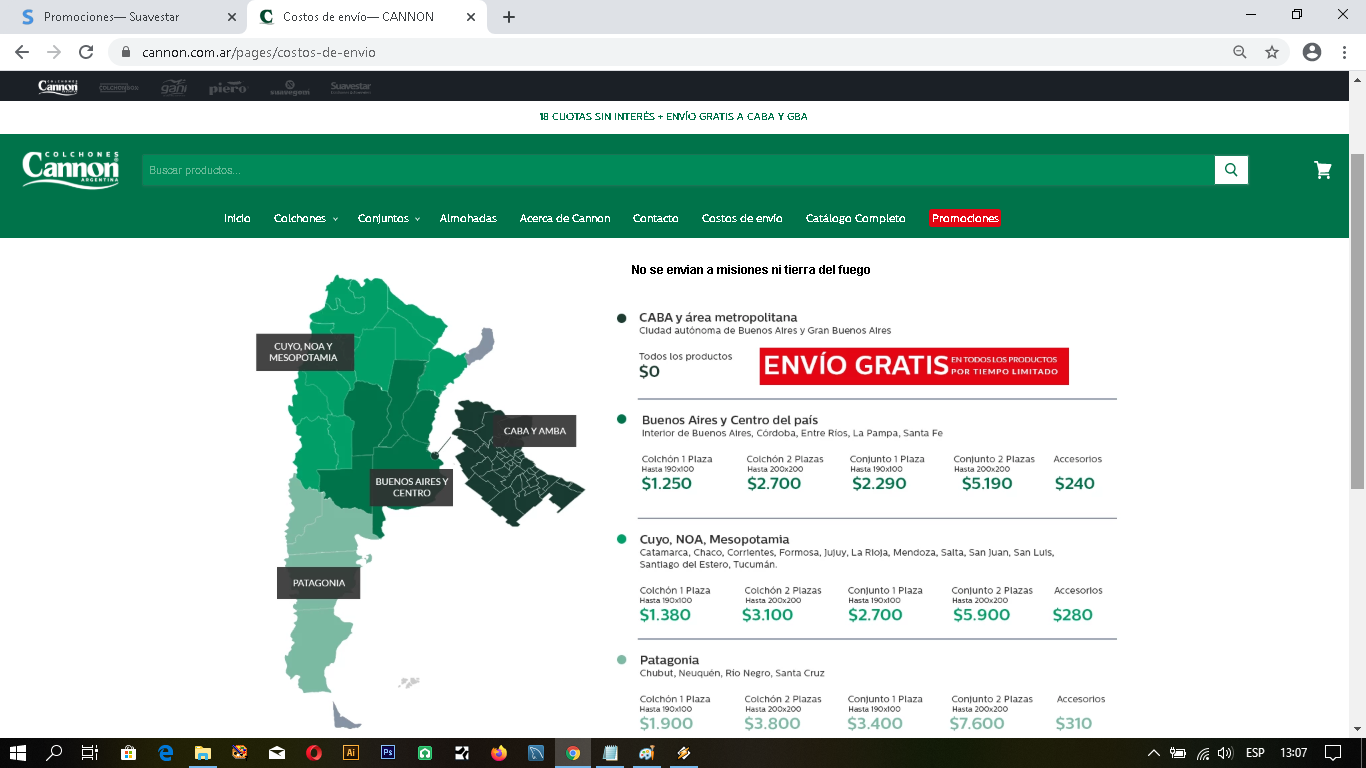 Promociones— Suavestar
Costos de envío— CANNON
cannon.com.ar/pages/costos-de-envio
COLCHONES
Cannon
gani
piero
suavegom
Suavestar
18 CUOTAS SIN INTERÉS + ENVÍO GRATIS A CABA Y GBA
COLCHONES
Cannon
ARGENTINA
Buscar productos...
Inicio
Colchones
Conjuntos
Almohadas
Acerca de Cannon
Contacto
Costos de envío
Catálogo Completo
Promociones
CUYO, NOA Y
MESOPOTAMIA
CABA Y AMBA
BUENOS AIRES Y
CENTRO
PATAGONIA
No se envian a misiones ni tierra del fuego
CABA y área metropolitana
Ciudad autónoma de Buenos Aires y Gran Buenos Aires
Todos los productos
$0
ENVÍO GRATIS
EN TODOS LOS PRODUCTOS
POR TIEMPO LIMITADO
Buenos Aires y Centro del país
Interior de Buenos Aires, Córdoba, Entre Ríos, La Pampa, Santa Fe
Colchón 1 Plaza Colchón 2 Plazas Conjunto 1 Plaza Conjunto 2 Plazas Accesorios
Hasta 190x100 Hasta 200x200 Hasta 190x100 Hasta 200x200
$1.250 $2.700 $2.290 $5.190 $240
Cuyo, NOA, Mesopotamia
Catamarca, Chaco, Corrientes, Formosa, Jujuy, La Rioja, Mendoza, Salta, San Juan, San Luis,
Santiago del Estero, Tucumán.
Colchón 1 Plaza Colchón 2 Plazas Conjunto 1 Plaza Conjunto 2 Plazas Accesorios
Hasta 190x100 Hasta 200x200 Hasta 190x100 Hasta 200x200
$1.380 $3.100 $2.700 $5.900 $280
Patagonia
Chubut, Neuquén, Río Negro, Santa Cruz
Colchón 1 Plaza Colchón 2 Plazas Conjunto 1 Plaza Conjunto 2 Plazas Accesorios
Hasta 190x100 Hasta 200x200 Hasta 190x100 Hasta 200x200
$1.900 $3.800 $3.400 $7.600 $310
Ai
Ps
ESP
13:07